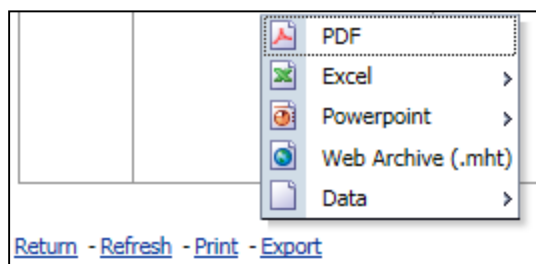 PDF
Excel
Powerpoint
Web Archive (.mht)
Data
Return - Refresh - Print - Export